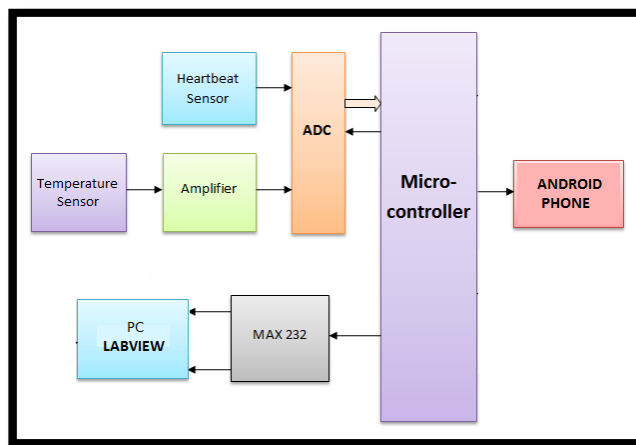 Heartbeat
Sensor
ADC
Temperature
Sensor
Amplifier
Micro-
controller
ANDROID
PHONE
PC
LABVIEW
MAX 232